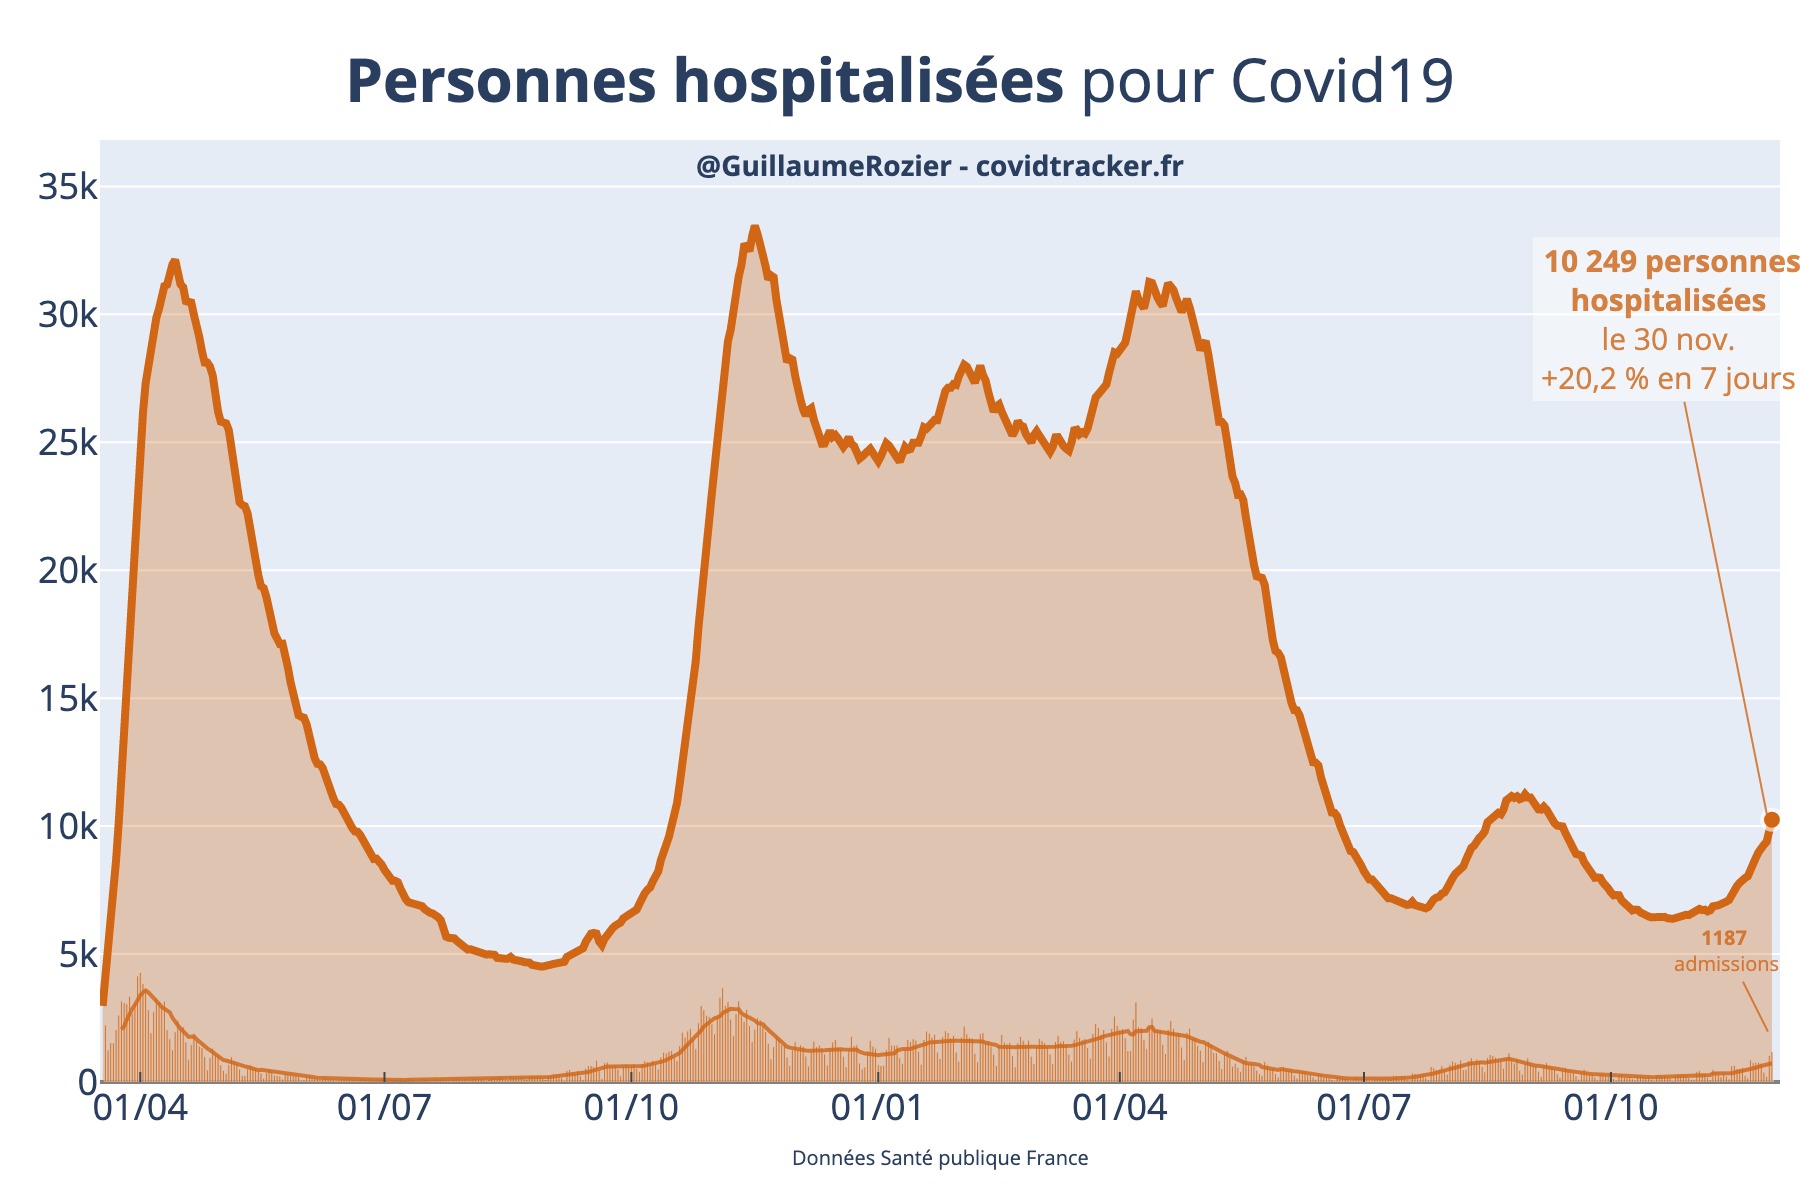 Personnes hospitalisées pour Covid19
@GuillaumeRozier - covidtracker.fr
35k
30k
25k
20k
15k
10k
5k
0
10 249 personnes
hospitalisées
le 30 nov.
+20,2 % en 7 jours
1187
admissions
01/04
01/07
01/10
01/01
01/04
01/07
01/10
Données Santé publique France